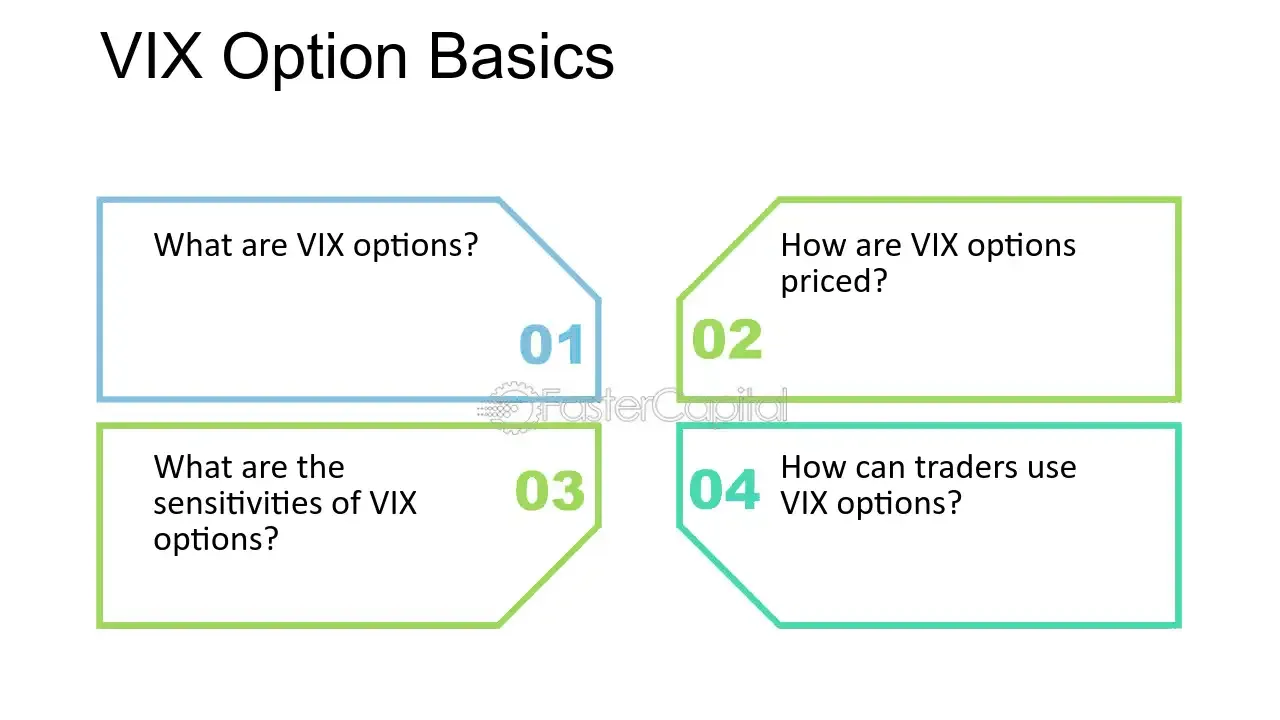 VIX Option Basics
What are VIX options?
01
How are VIX options
priced?
02
What are the
sensitivities of VIX
options?
03
How can traders use
VIX options?
04
FasterCapital